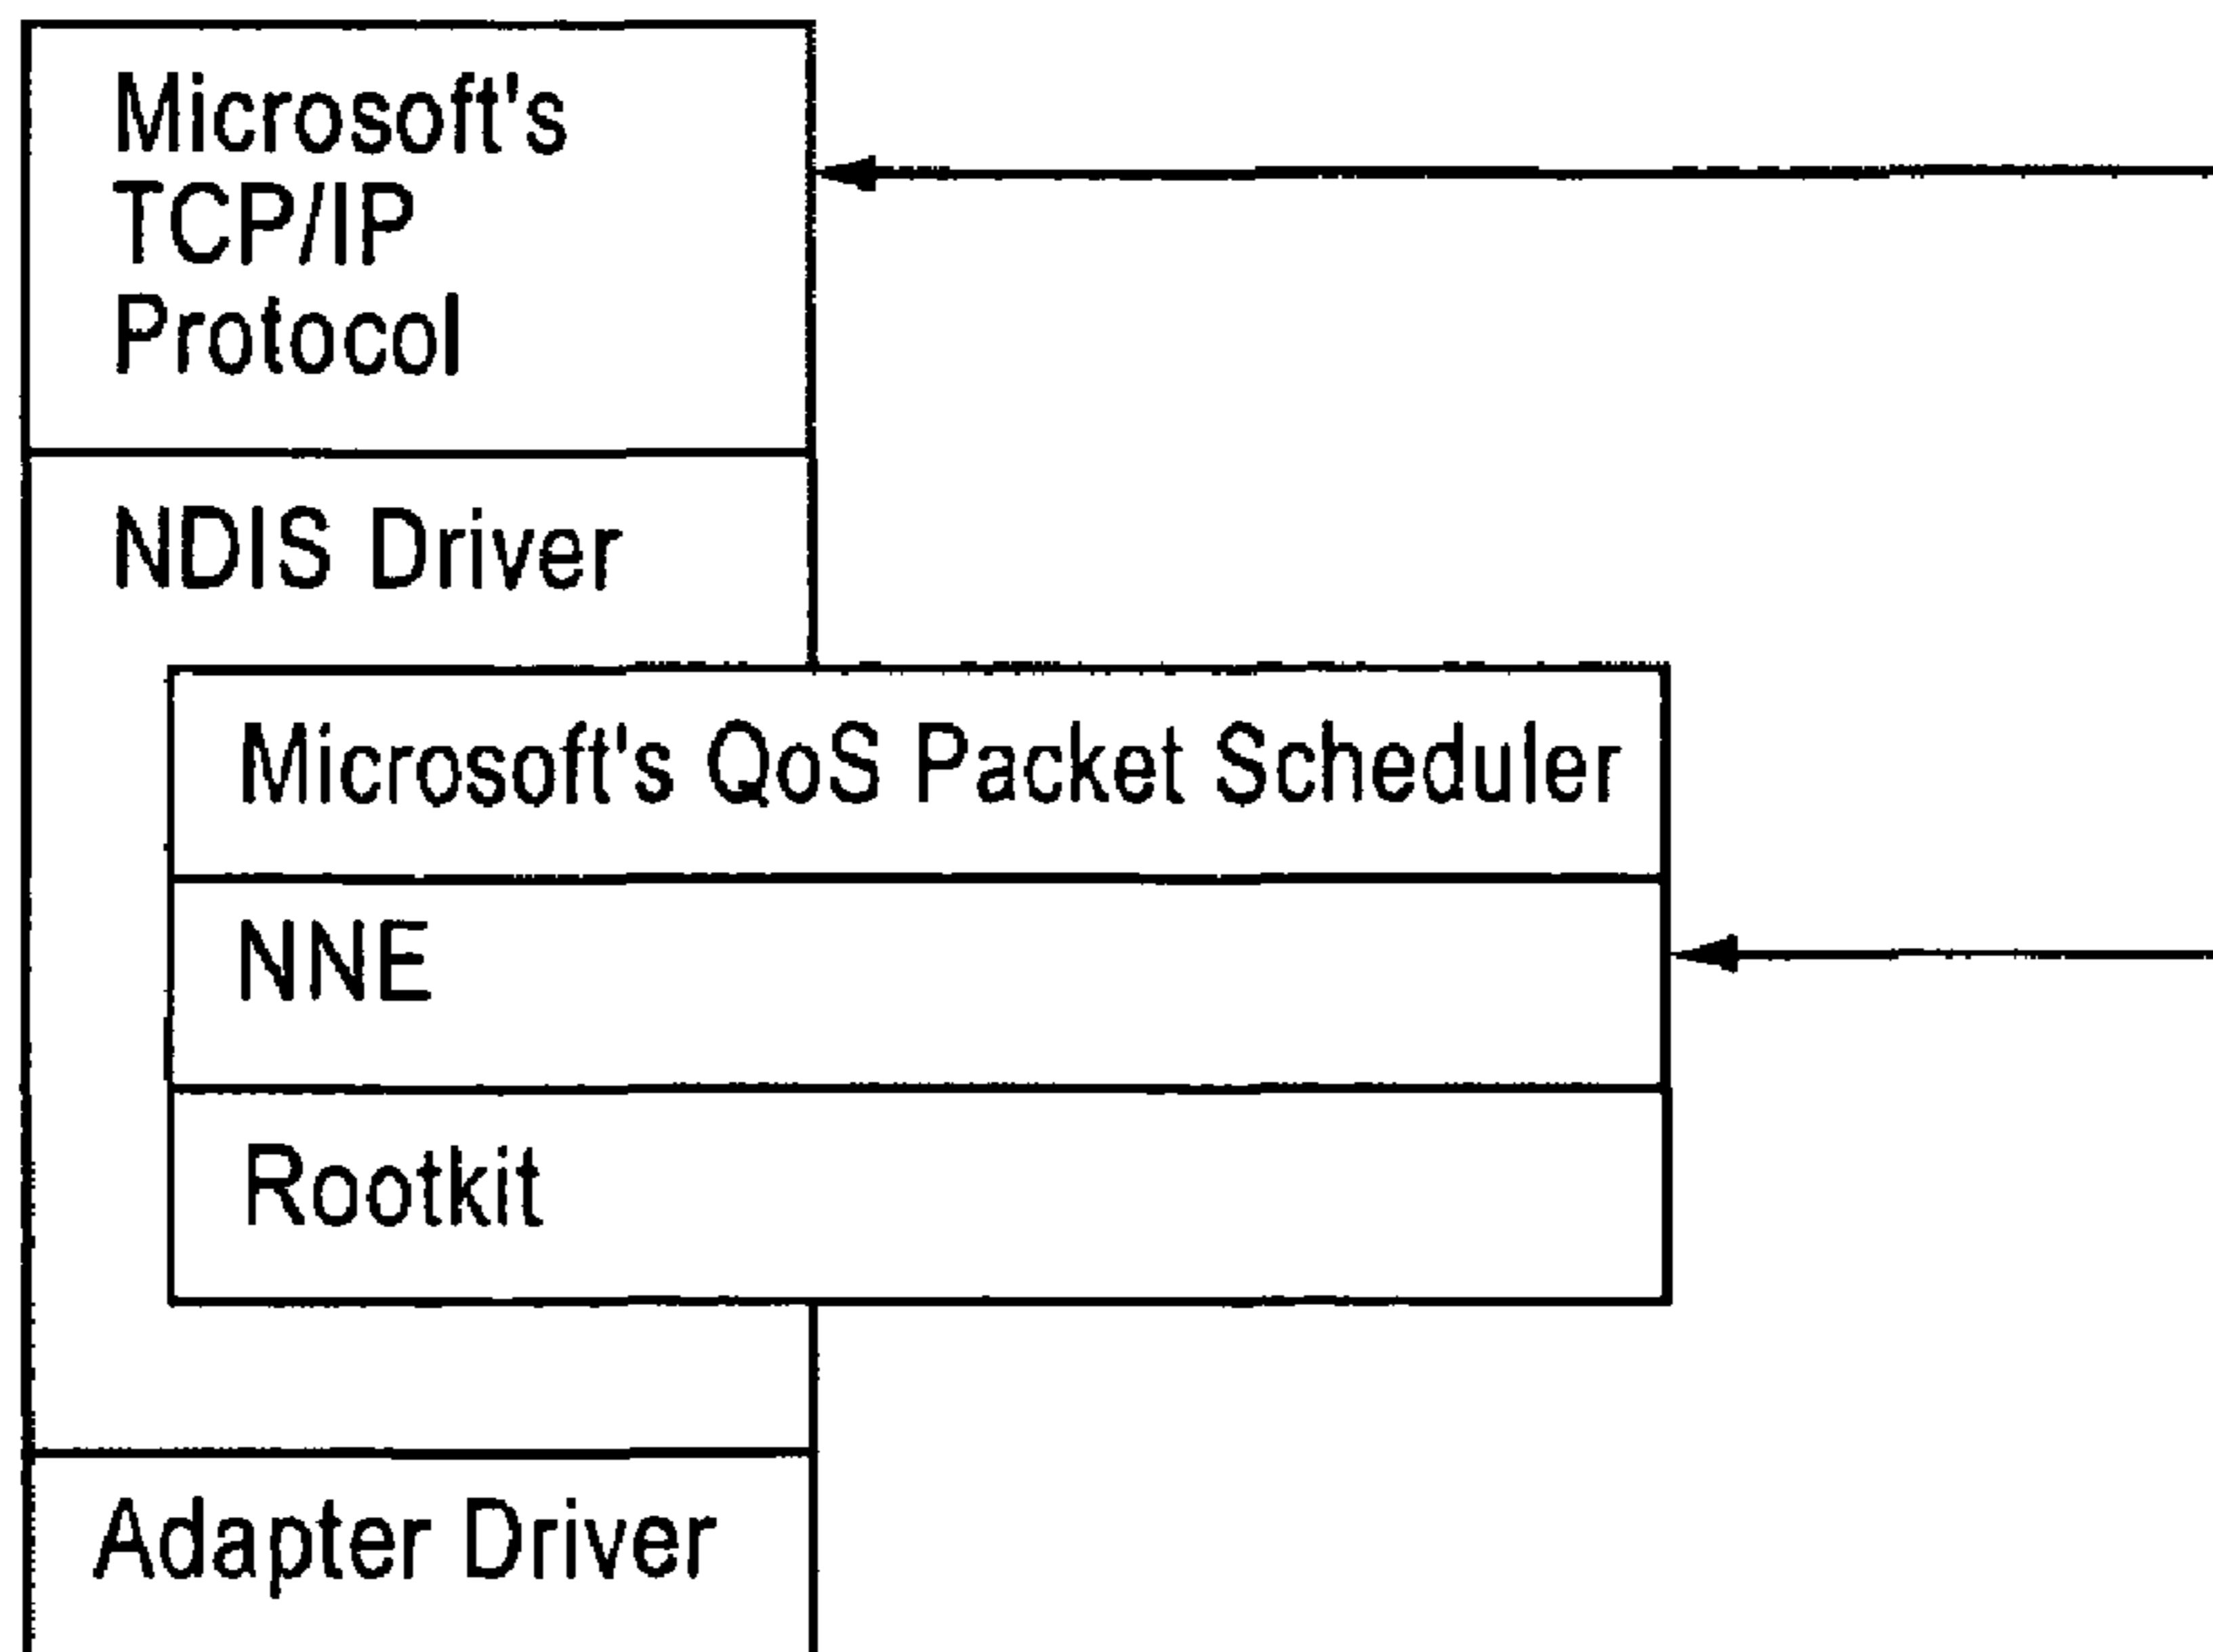 Microsoft's
TCP/IP
Protocol
NDIS Driver
Microsoft's QoS Packet Scheduler
NNE
Rootkit
Adapter Driver